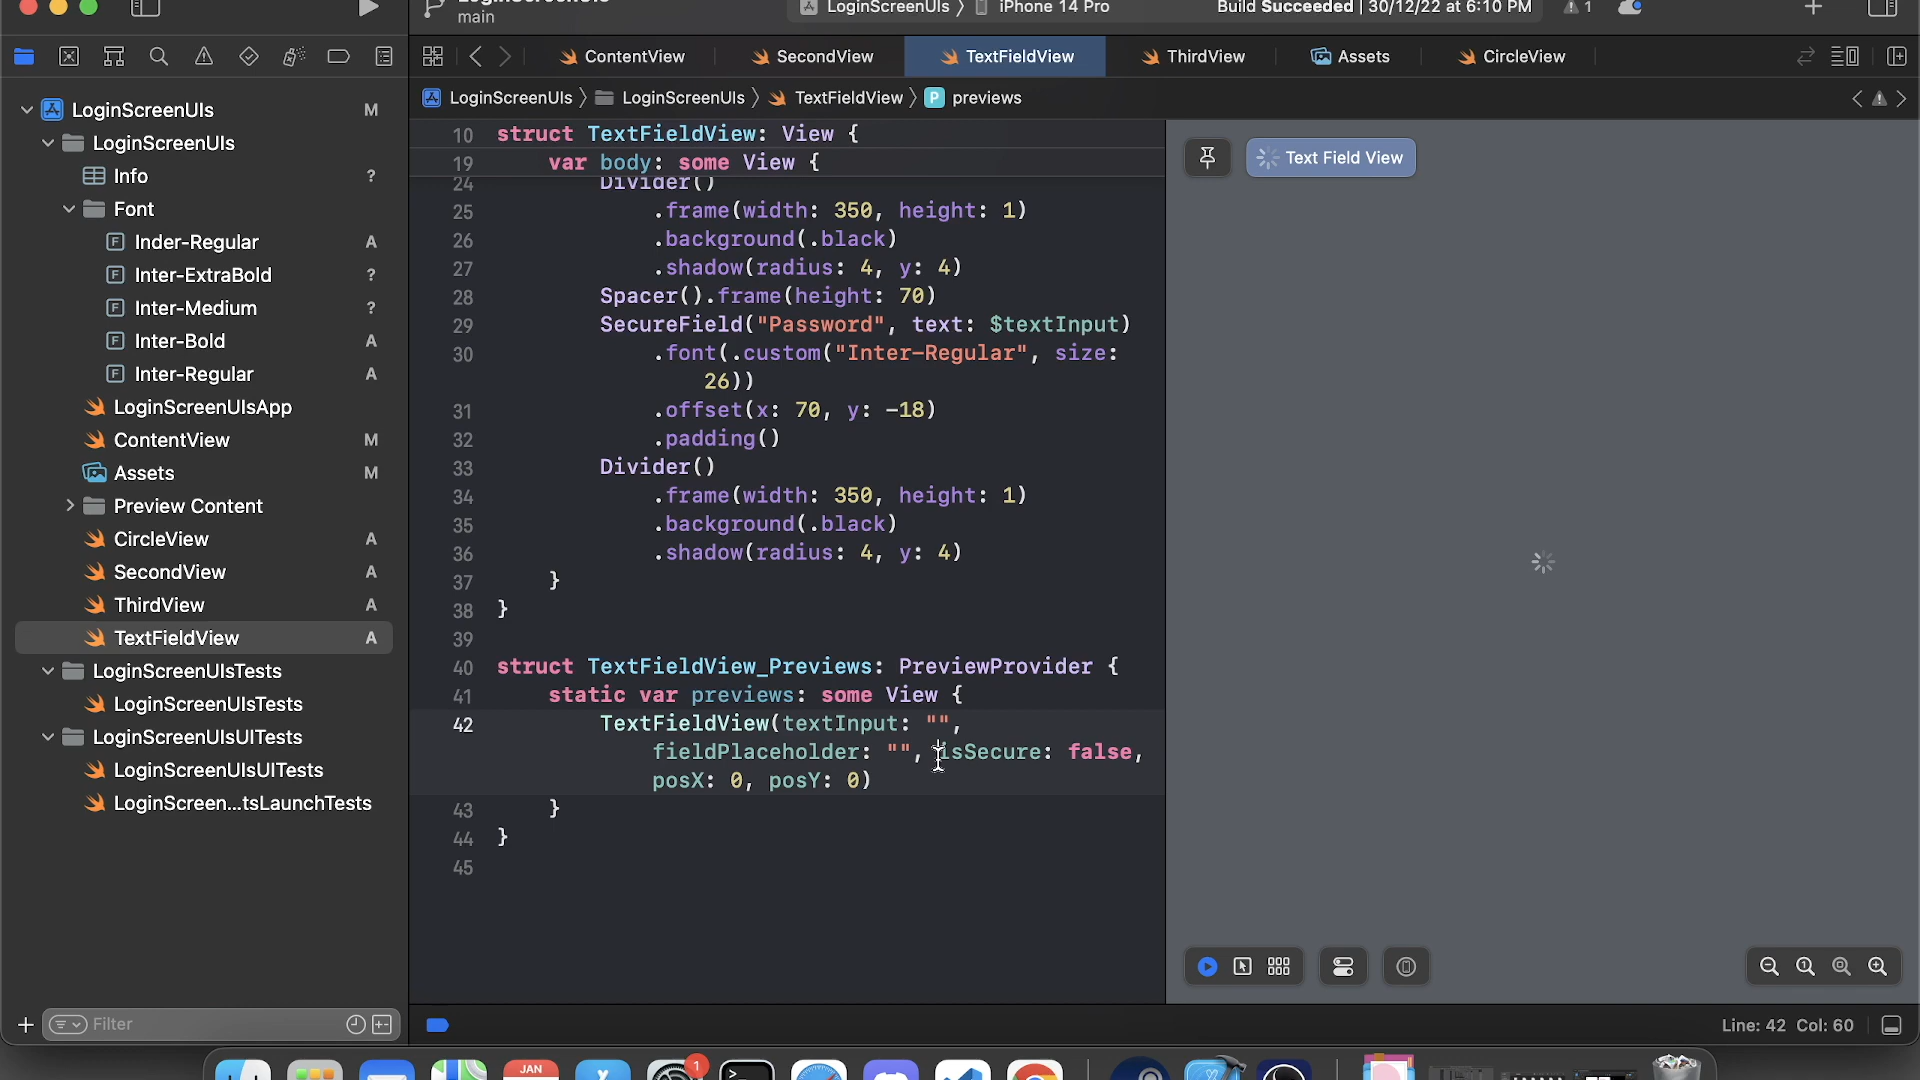 main
LoginScreenUIs 〉 iPhone 14 Pro
Build Succeeded | 30/12/22 at 6:10 PM
1
ContentView
SecondView
TextFieldView
ThirdView
Assets
CircleView
LoginScreenUIs 〉 LoginScreenUIs 〉 TextFieldView 〉 P previews
LoginScreenUIs M
LoginScreenUIs
Info ?
Font
Inder-Regular A
Inter-ExtraBold ?
Inter-Medium ?
Inter-Bold A
Inter-Regular A
LoginScreenUIsApp
ContentView M
Assets M
Preview Content
CircleView A
SecondView A
ThirdView A
TextFieldView A
LoginScreenUIsTests
LoginScreenUIsTests
LoginScreenUIsUITests
LoginScreenUIsUITests
LoginScreen...tsLaunchTests
Filter
10 struct TextFieldView: View {
19 var body: some View {
24 Divider()
25 .frame(width: 350, height: 1)
26 .background(.black)
27 .shadow(radius: 4, y: 4)
28 Spacer().frame(height: 70)
29 SecureField("Password", text: $textInput)
30 .font(.custom("Inter-Regular", size:
26))
31 .offset(x: 70, y: -18)
32 .padding()
33 Divider()
34 .frame(width: 350, height: 1)
35 .background(.black)
36 .shadow(radius: 4, y: 4)
37 }
38 }
39
40 struct TextFieldView_Previews: PreviewProvider {
41 static var previews: some View {
42 TextFieldView(textInput: "",
fieldPlaceholder: "", isSecure: false,
posX: 0, posY: 0)
43 }
44 }
45
Text Field View
Line: 42 Col: 60
JAN
1